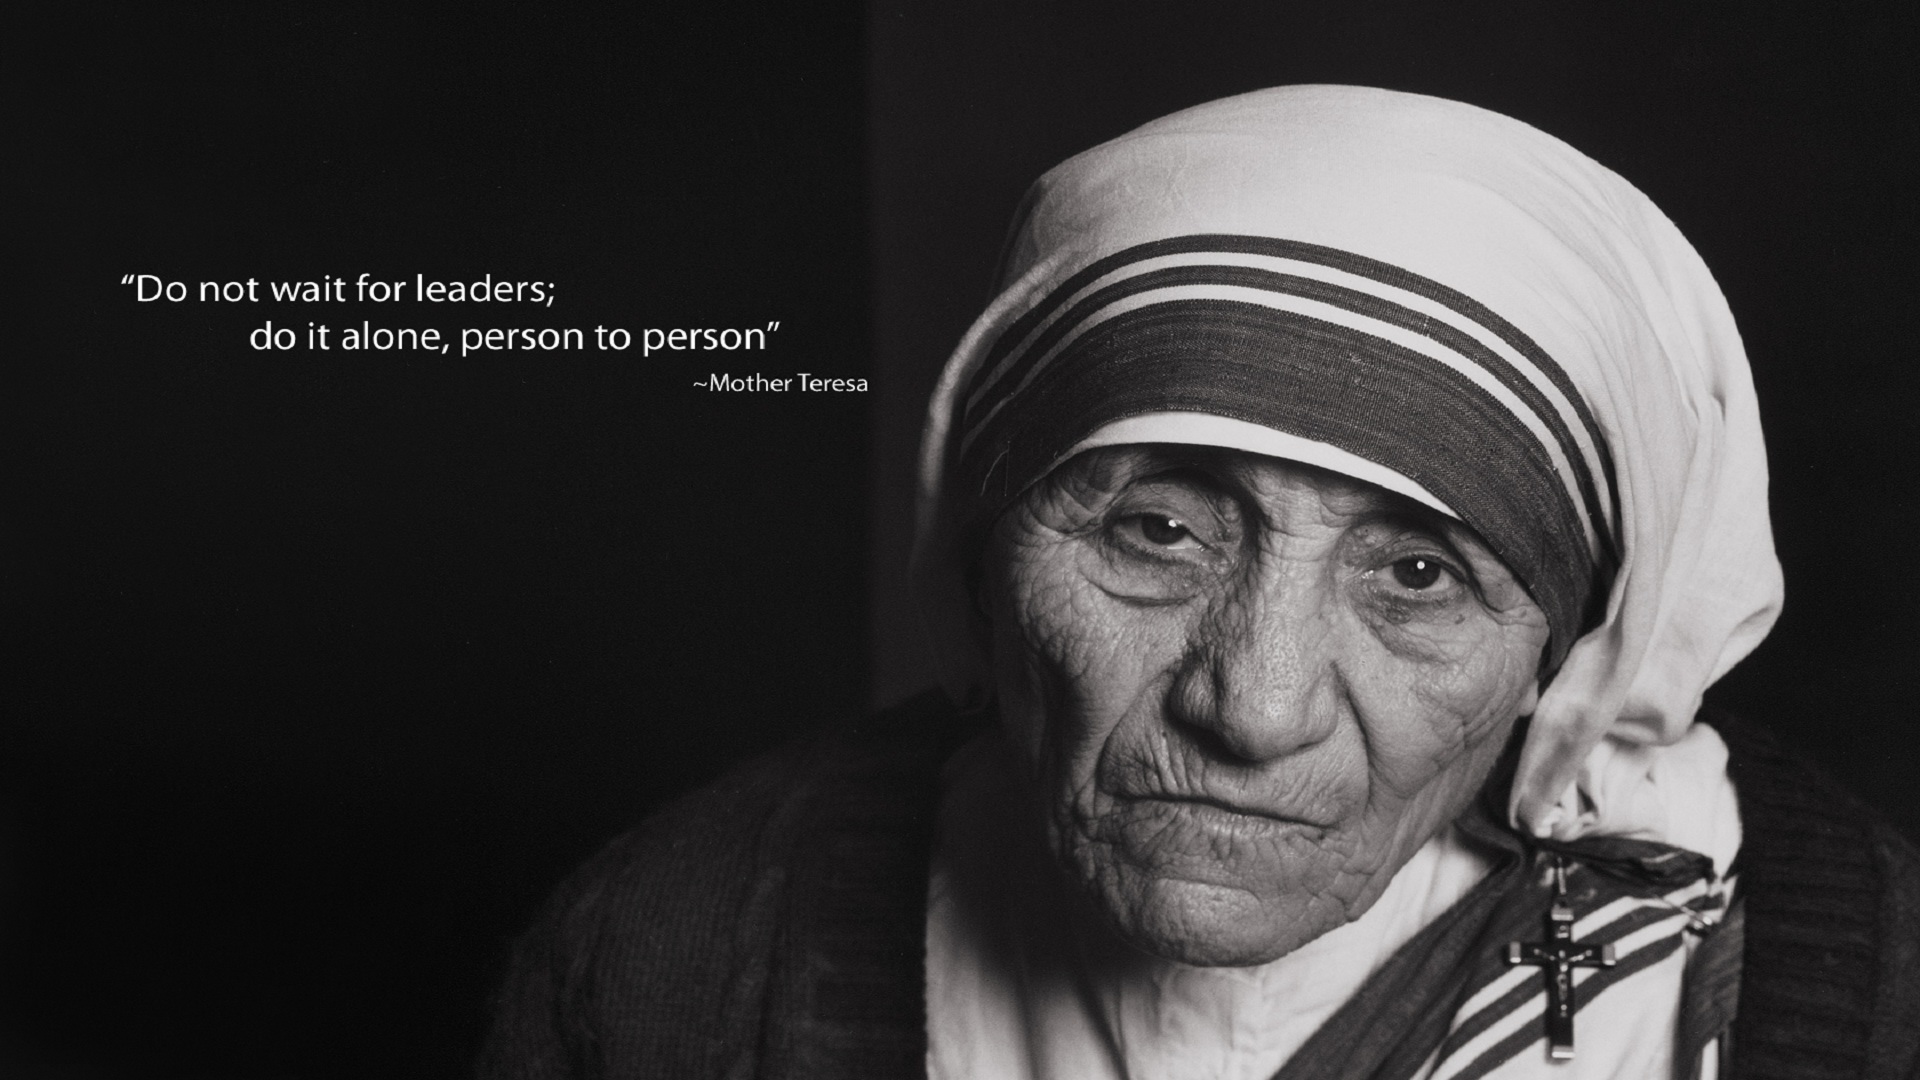 “Do not wait for leaders;
do it alone, person to person”
~Mother Teresa